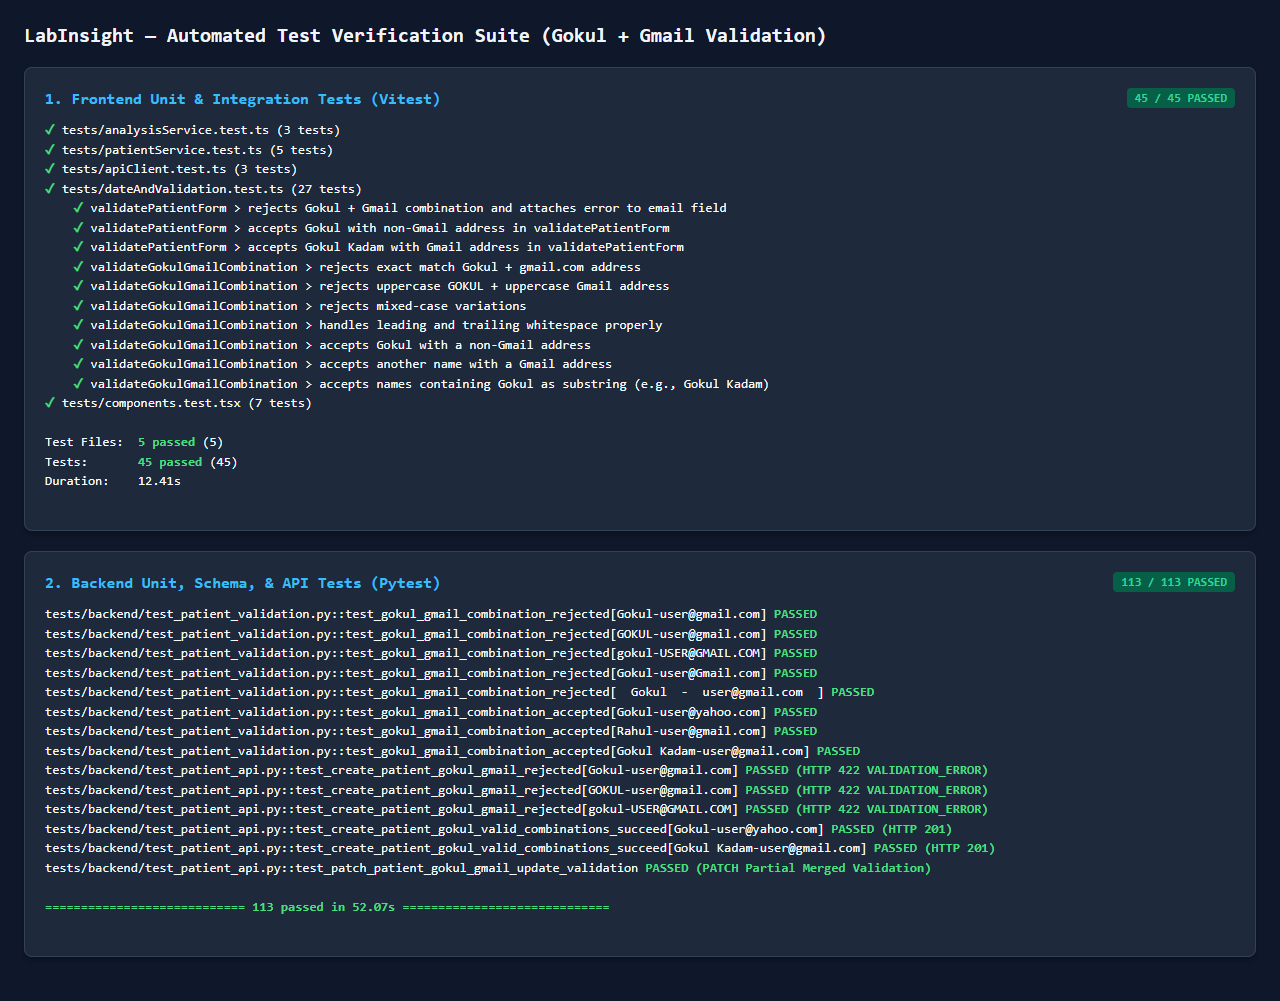 LabInsight — Automated Test Verification Suite (Gokul + Gmail Validation)
1. Frontend Unit & Integration Tests (Vitest)
45 / 45 PASSED
✓ tests/analysisService.test.ts (3 tests)
✓ tests/patientService.test.ts (5 tests)
✓ tests/apiClient.test.ts (3 tests)
✓ tests/dateAndValidation.test.ts (27 tests)
✓ validatePatientForm > rejects Gokul + Gmail combination and attaches error to email field
✓ validatePatientForm > accepts Gokul with non-Gmail address in validatePatientForm
✓ validatePatientForm > accepts Gokul Kadam with Gmail address in validatePatientForm
✓ validateGokulGmailCombination > rejects exact match Gokul + gmail.com address
✓ validateGokulGmailCombination > rejects uppercase GOKUL + uppercase Gmail address
✓ validateGokulGmailCombination > rejects mixed-case variations
✓ validateGokulGmailCombination > handles leading and trailing whitespace properly
✓ validateGokulGmailCombination > accepts Gokul with a non-Gmail address
✓ validateGokulGmailCombination > accepts another name with a Gmail address
✓ validateGokulGmailCombination > accepts names containing Gokul as substring (e.g., Gokul Kadam)
✓ tests/components.test.tsx (7 tests)
Test Files:  5 passed (5)
Tests:       45 passed (45)
Duration:    12.41s
2. Backend Unit, Schema, & API Tests (Pytest)
113 / 113 PASSED
tests/backend/test_patient_validation.py::test_gokul_gmail_combination_rejected[Gokul-user@gmail.com] PASSED
tests/backend/test_patient_validation.py::test_gokul_gmail_combination_rejected[GOKUL-user@gmail.com] PASSED
tests/backend/test_patient_validation.py::test_gokul_gmail_combination_rejected[gokul-USER@GMAIL.COM] PASSED
tests/backend/test_patient_validation.py::test_gokul_gmail_combination_rejected[Gokul-user@Gmail.com] PASSED
tests/backend/test_patient_validation.py::test_gokul_gmail_combination_rejected[  Gokul  -  user@gmail.com  ] PASSED
tests/backend/test_patient_validation.py::test_gokul_gmail_combination_accepted[Gokul-user@yahoo.com] PASSED
tests/backend/test_patient_validation.py::test_gokul_gmail_combination_accepted[Rahul-user@gmail.com] PASSED
tests/backend/test_patient_validation.py::test_gokul_gmail_combination_accepted[Gokul Kadam-user@gmail.com] PASSED
tests/backend/test_patient_api.py::test_create_patient_gokul_gmail_rejected[Gokul-user@gmail.com] PASSED (HTTP 422 VALIDATION_ERROR)
tests/backend/test_patient_api.py::test_create_patient_gokul_gmail_rejected[GOKUL-user@gmail.com] PASSED (HTTP 422 VALIDATION_ERROR)
tests/backend/test_patient_api.py::test_create_patient_gokul_gmail_rejected[gokul-USER@GMAIL.COM] PASSED (HTTP 422 VALIDATION_ERROR)
tests/backend/test_patient_api.py::test_create_patient_gokul_valid_combinations_succeed[Gokul-user@yahoo.com] PASSED (HTTP 201)
tests/backend/test_patient_api.py::test_create_patient_gokul_valid_combinations_succeed[Gokul Kadam-user@gmail.com] PASSED (HTTP 201)
tests/backend/test_patient_api.py::test_patch_patient_gokul_gmail_update_validation PASSED (PATCH Partial Merged Validation)
============================ 113 passed in 52.07s =============================